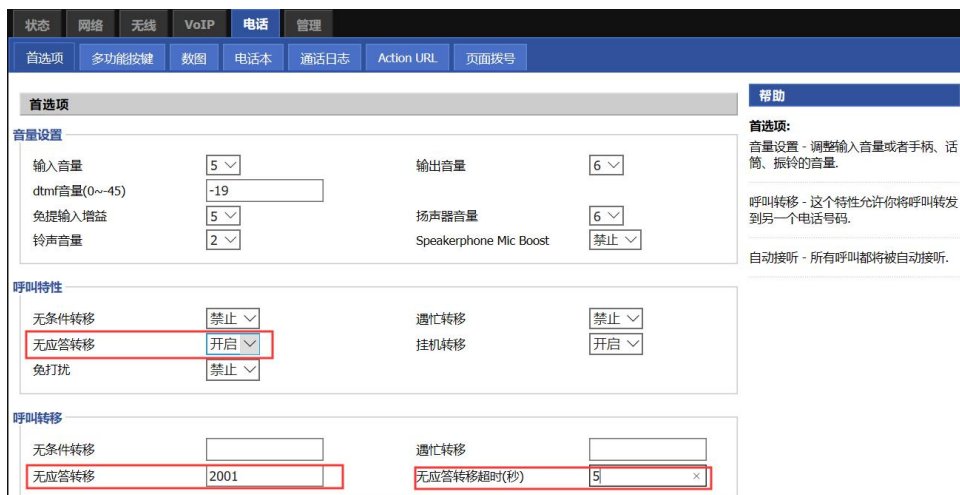 状态 网络 无线 VoIP 电话 管理
首选项 多功能按键 数图 电话本 通话日志 Action URL 页面拨号
首选项
音量设置
输入音量 5 输出音量 6
dtmf音量(0~-45) -19
免提输入增益 5 扬声器音量 6
铃声音量 2 Speakerphone Mic Boost 禁止
呼叫特性
无条件转移 禁止 遇忙转移 禁止
无应答转移 开启 挂机转移 开启
免打扰 禁止
呼叫转移
无条件转移 遇忙转移
无应答转移 2001 无应答转移超时(秒) 5
帮助
首选项:
音量设置 - 调整输入音量或者手柄、话
筒、振铃的音量.
呼叫转移 - 这个特性允许你将呼叫转发
到另一个电话号码.
自动接听 - 所有呼叫都将被自动接听.